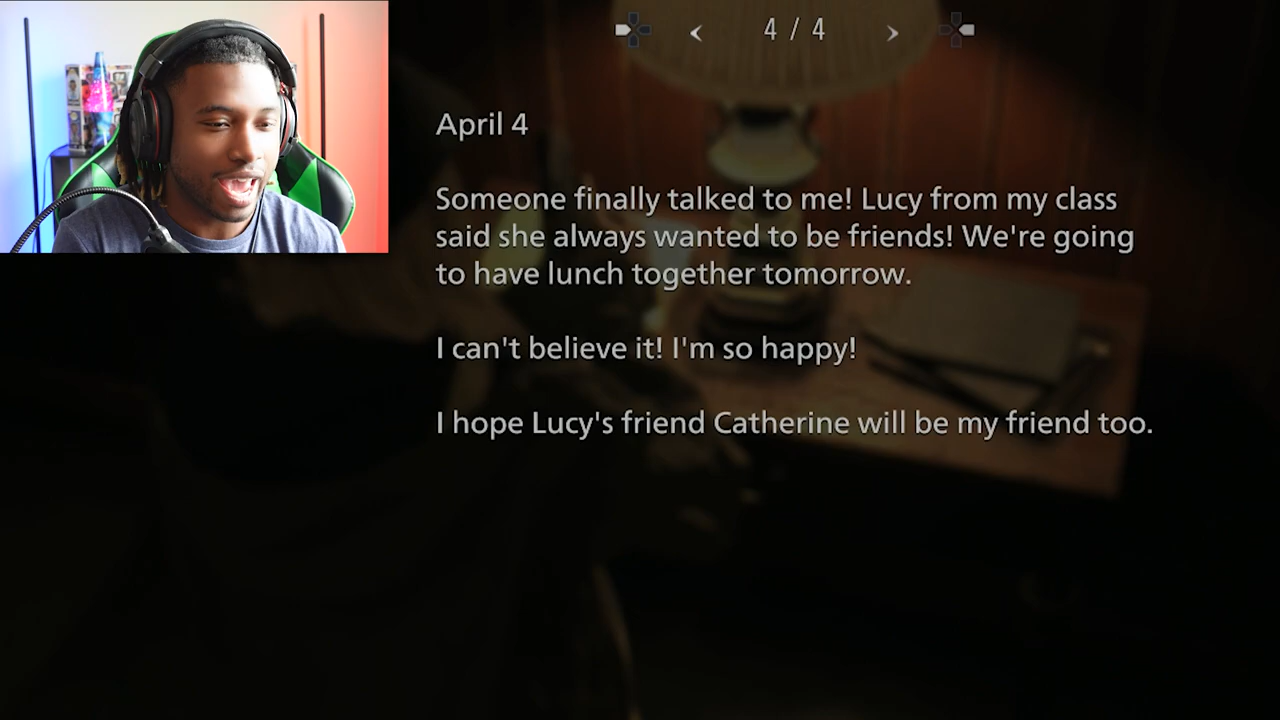 4 / 4
April 4
Someone finally talked to me! Lucy from my class
said she always wanted to be friends! We're going
to have lunch together tomorrow.
I can't believe it! I'm so happy!
I hope Lucy's friend Catherine will be my friend too.